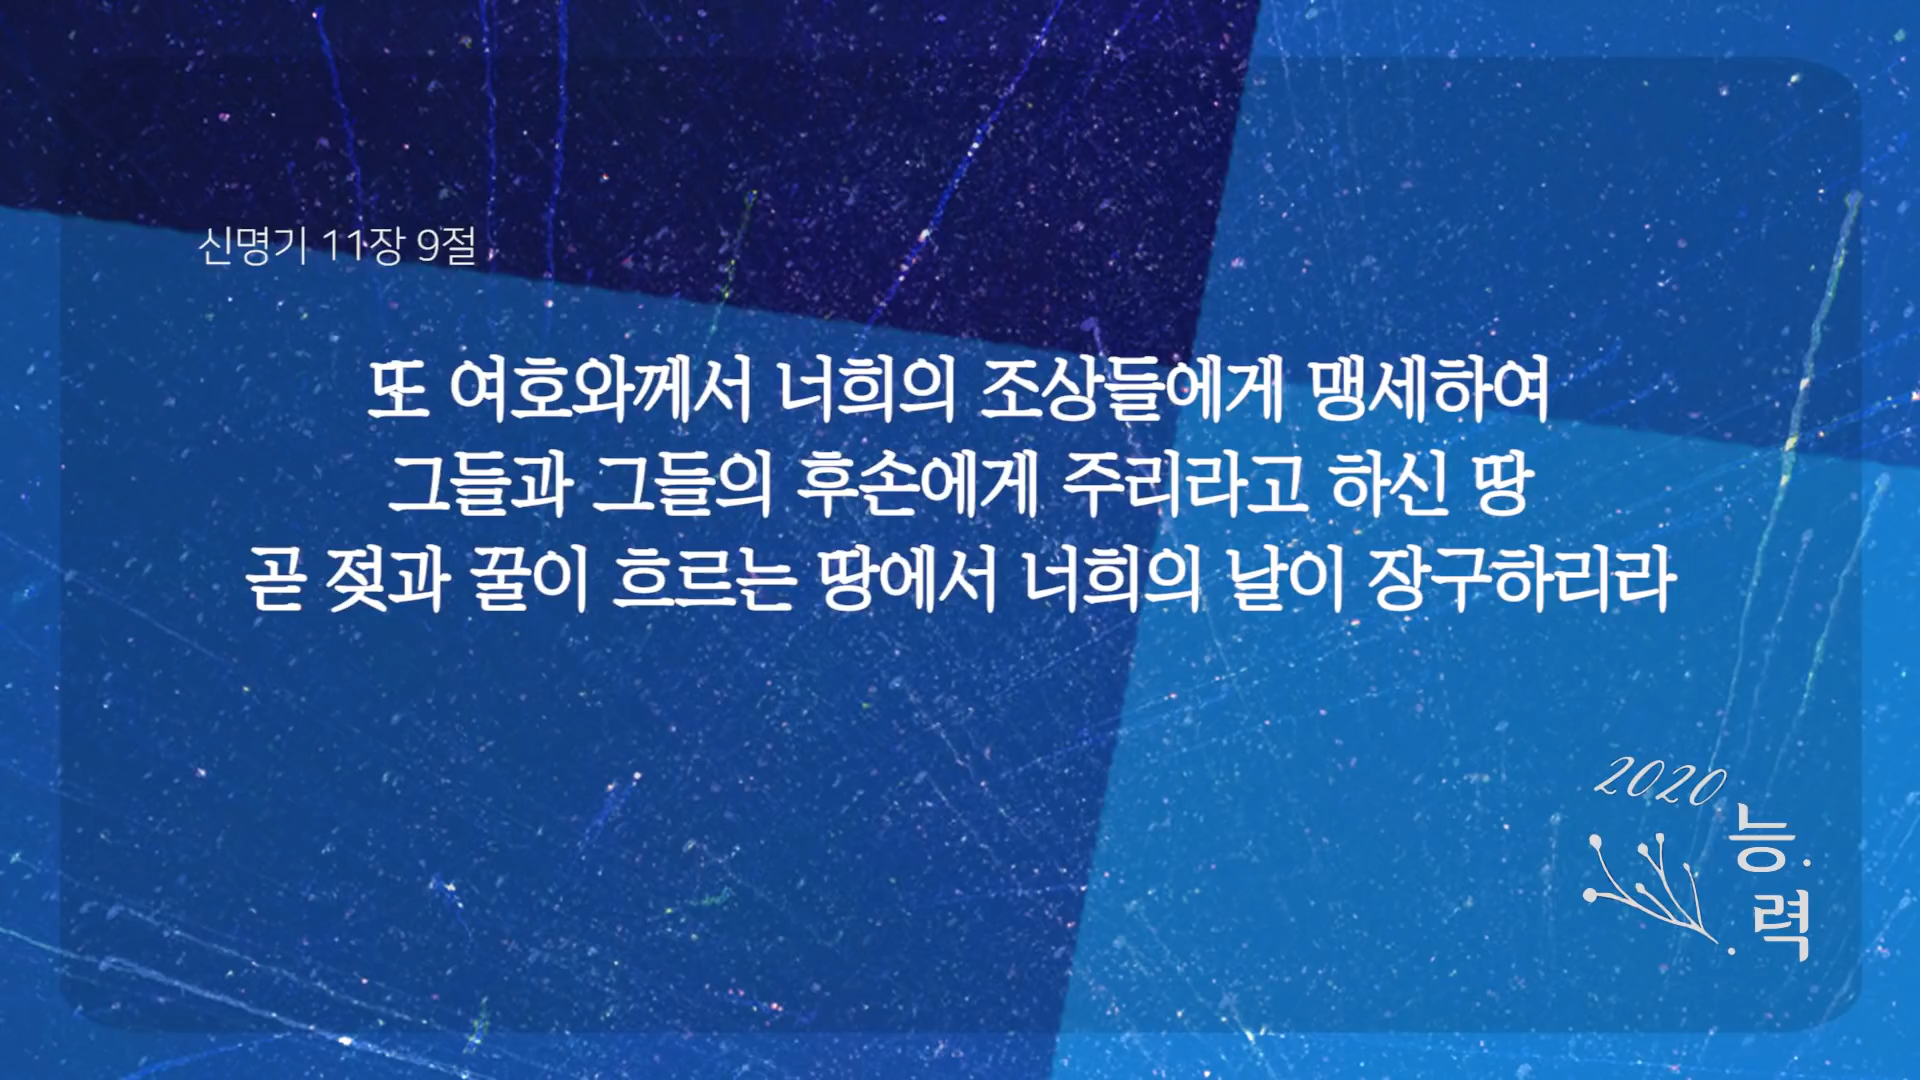 신명기 11장 9절
또 여호와께서 너희의 조상들에게 맹세하여
그들과 그들의 후손에게 주리라고 하신 땅
곧 젖과 꿀이 흐르는 땅에서 너희의 날이 장구하리라
2020
능.
.력